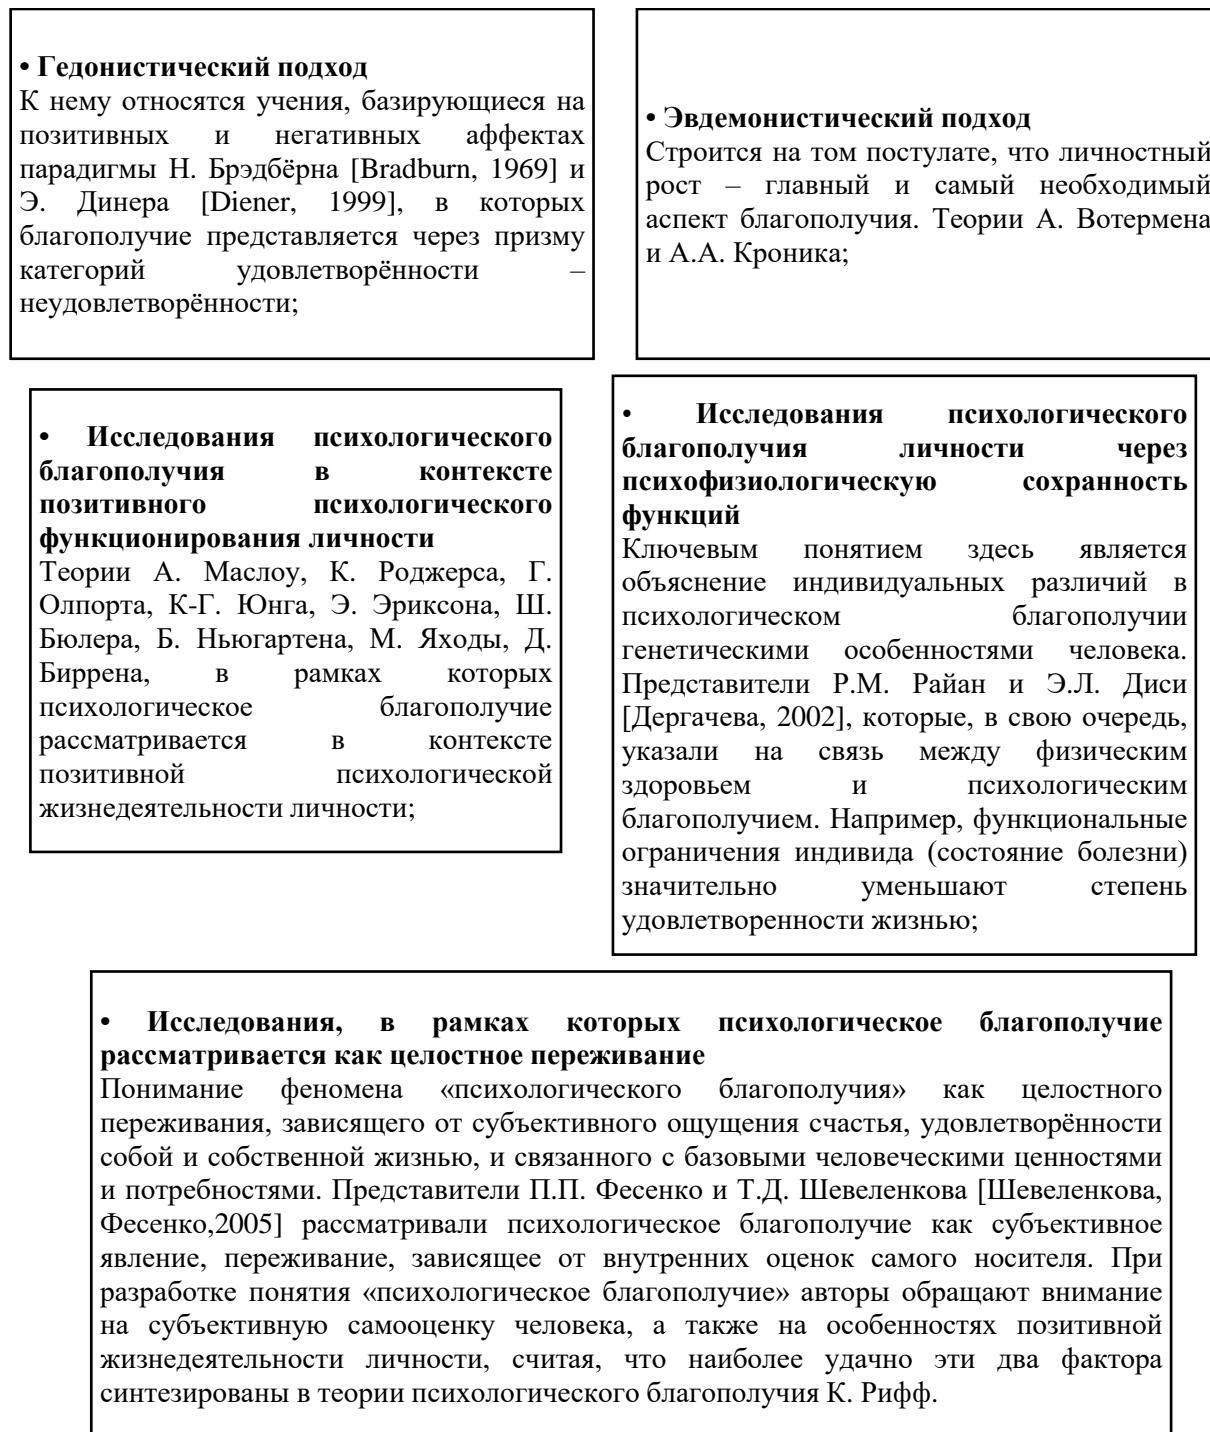 • Гедонистический подход
К нему относятся учения, базирующиеся на
позитивных и негативных аффектах
парадигмы Н. Брэдбёрна [Bradburn, 1969] и
Э. Динера [Diener, 1999], в которых
благополучие представляется через призму
категорий удовлетворённости –
неудовлетворённости;
• Эвдемонистический подход
Строится на том постулате, что личностный
рост – главный и самый необходимый
аспект благополучия. Теории А. Вотермена
и А.А. Кроника;
• Исследования психологического
благополучия в контексте
позитивного психологического
функционирования личности
Теории А. Маслоу, К. Роджерса, Г.
Олпорта, К-Г. Юнга, Э. Эриксона, Ш.
Бюлера, Б. Ньюгартена, М. Яходы, Д.
Биррена, в рамках которых
психологическое благополучие
рассматривается в контексте
позитивной психологической
жизнедеятельности личности;
• Исследования психологического
благополучия личности через
психофизиологическую сохранность
функций
Ключевым понятием здесь является
объяснение индивидуальных различий в
психологическом благополучии
генетическими особенностями человека.
Представители Р.М. Райан и Э.Л. Диси
[Дергачева, 2002], которые, в свою очередь,
указали на связь между физическим
здоровьем и психологическим
благополучием. Например, функциональные
ограничения индивида (состояние болезни)
значительно уменьшают степень
удовлетворенности жизнью;
• Исследования, в рамках которых психологическое благополучие
рассматривается как целостное переживание
Понимание феномена «психологического благополучия» как целостного
переживания, зависящего от субъективного ощущения счастья, удовлетворённости
собой и собственной жизнью, и связанного с базовыми человеческими ценностями
и потребностями. Представители П.П. Фесенко и Т.Д. Шевеленкова [Шевеленкова,
Фесенко,2005] рассматривали психологическое благополучие как субъективное
явление, переживание, зависящее от внутренних оценок самого носителя. При
разработке понятия «психологическое благополучие» авторы обращают внимание
на субъективную самооценку человека, а также на особенностях позитивной
жизнедеятельности личности, считая, что наиболее удачно эти два фактора
синтезированы в теории психологического благополучия К. Рифф.